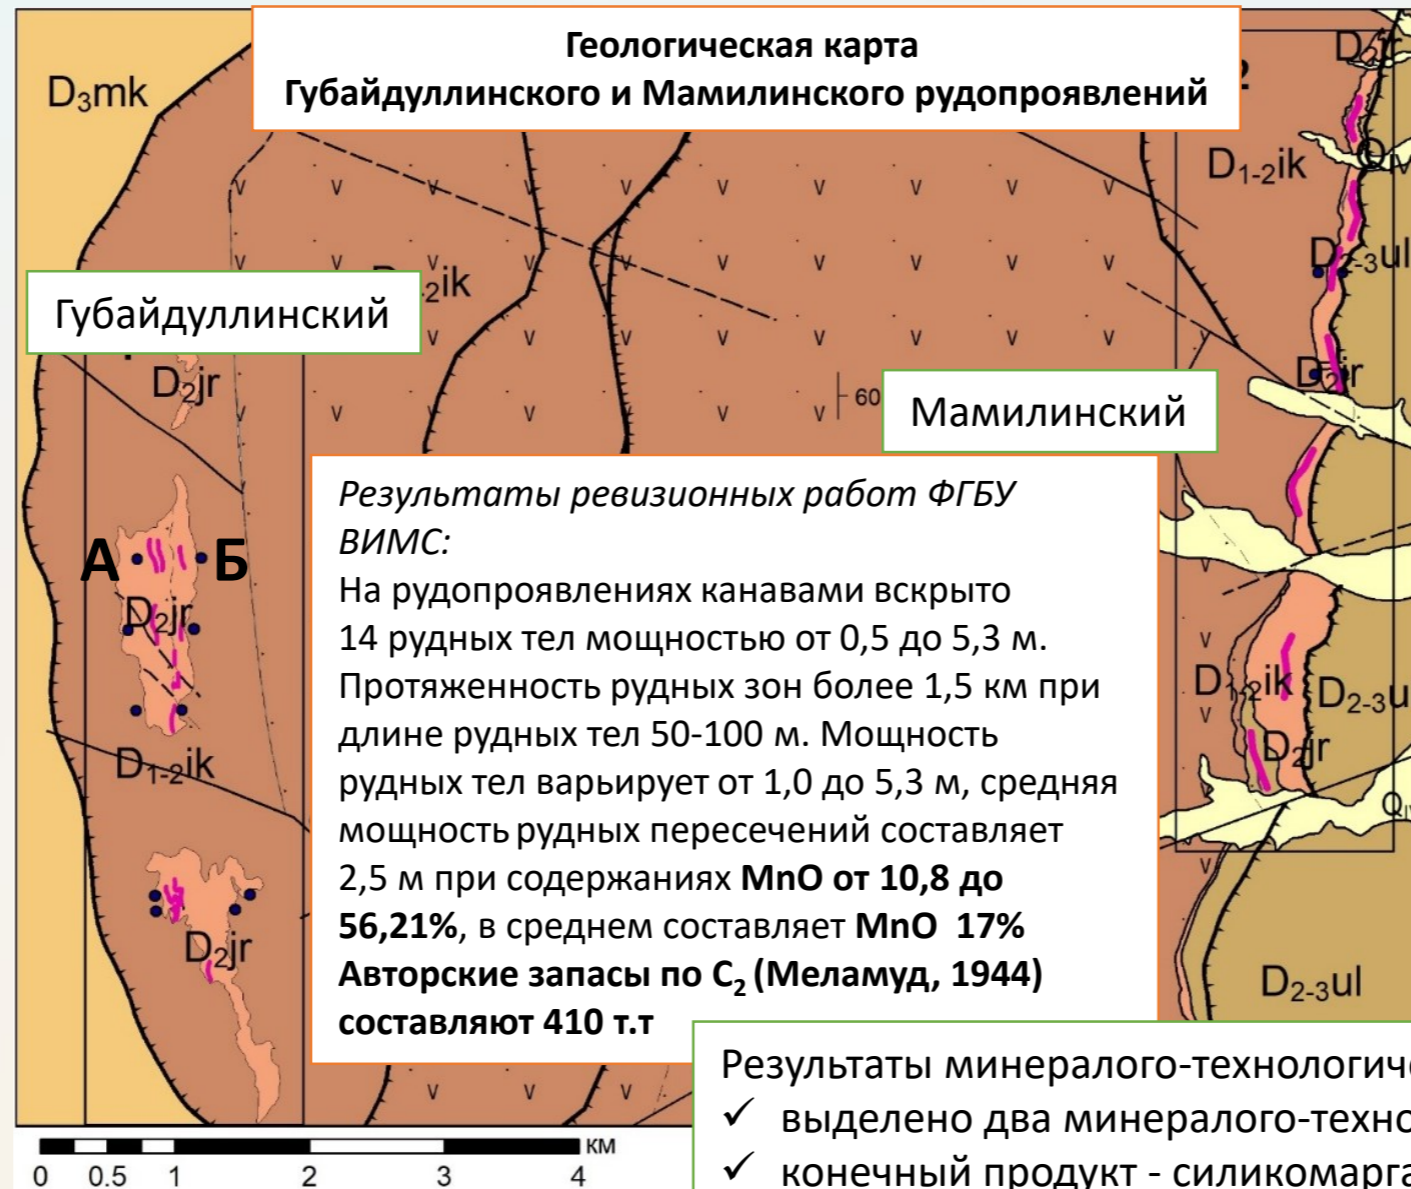 Геологическая карта
Губайдуллинского и Мамилинского рудопроявлений
D₃mk
D₁₋₂ik
Q
D₂₋₃ul
₂ik
Губайдуллинский
D₂jr
D₂jr
60
Мамилинский
Результаты ревизионных работ ФГБУ
ВИМС:
На рудопроявлениях канавами вскрыто
14 рудных тел мощностью от 0,5 до 5,3 м.
Протяженность рудных зон более 1,5 км при
длине рудных тел 50-100 м. Мощность
рудных тел варьирует от 1,0 до 5,3 м, средняя
мощность рудных пересечений составляет
2,5 м при содержаниях MnO от 10,8 до
56,21%, в среднем составляет MnO 17%
Авторские запасы по С₂ (Меламуд, 1944)
составляют 410 т.т
А Б
D₂jr
D₁₋₂ik
D₂jr
D₁₋₂ik
D₂₋₃u
D₂jr
Q
D₂₋₃ul
Результаты минералого-технологиче
✓ выделено два минералого-техно
✓ конечный продукт - силикомарга
км
0 0.5 1 2 3 4